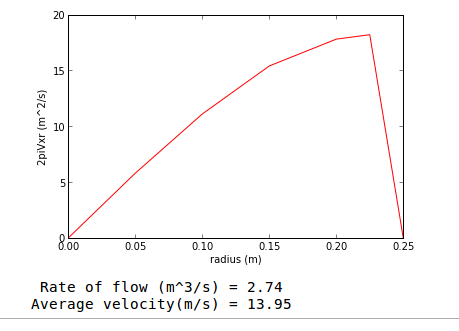 20
15
10
5
0
2piVxr (m^2/s)
0.00 0.05 0.10 0.15 0.20 0.25
radius (m)
Rate of flow (m^3/s) = 2.74
Average velocity(m/s) = 13.95